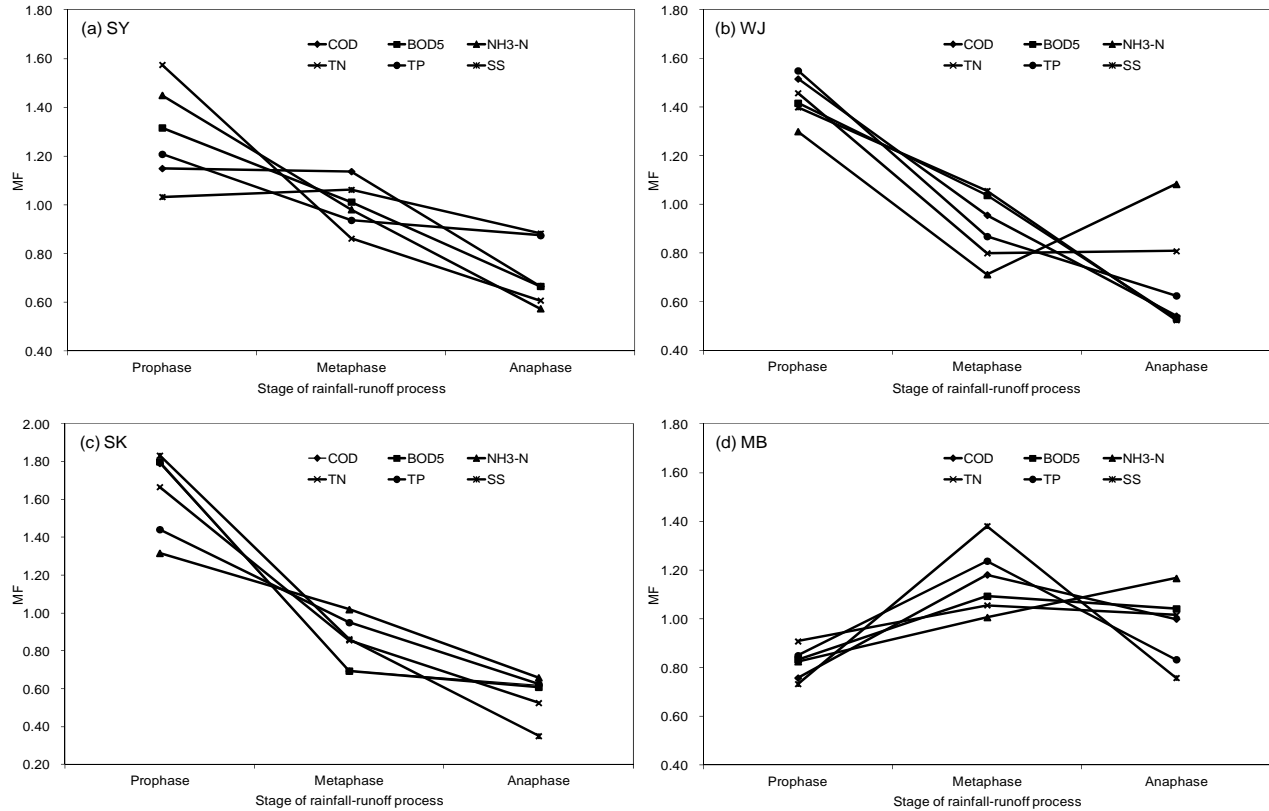 (a) SY
COD BOD5 NH3-N
TN TP SS
1.80
1.60
1.40
1.20
1.00
0.80
0.60
0.40
MF
Prophase Metaphase Anaphase
Stage of rainfall-runoff process
(b) WJ
COD BOD5 NH3-N
TN TP SS
1.80
1.60
1.40
1.20
1.00
0.80
0.60
0.40
MF
Prophase Metaphase Anaphase
Stage of rainfall-runoff process
(c) SK
COD BOD5 NH3-N
TN TP SS
2.00
1.80
1.60
1.40
1.20
1.00
0.80
0.60
0.40
0.20
MF
Prophase Metaphase Anaphase
Stage of rainfall-runoff process
(d) MB
COD BOD5 NH3-N
TN TP SS
1.80
1.60
1.40
1.20
1.00
0.80
0.60
0.40
MF
Prophase Metaphase Anaphase
Stage of rainfall-runoff process